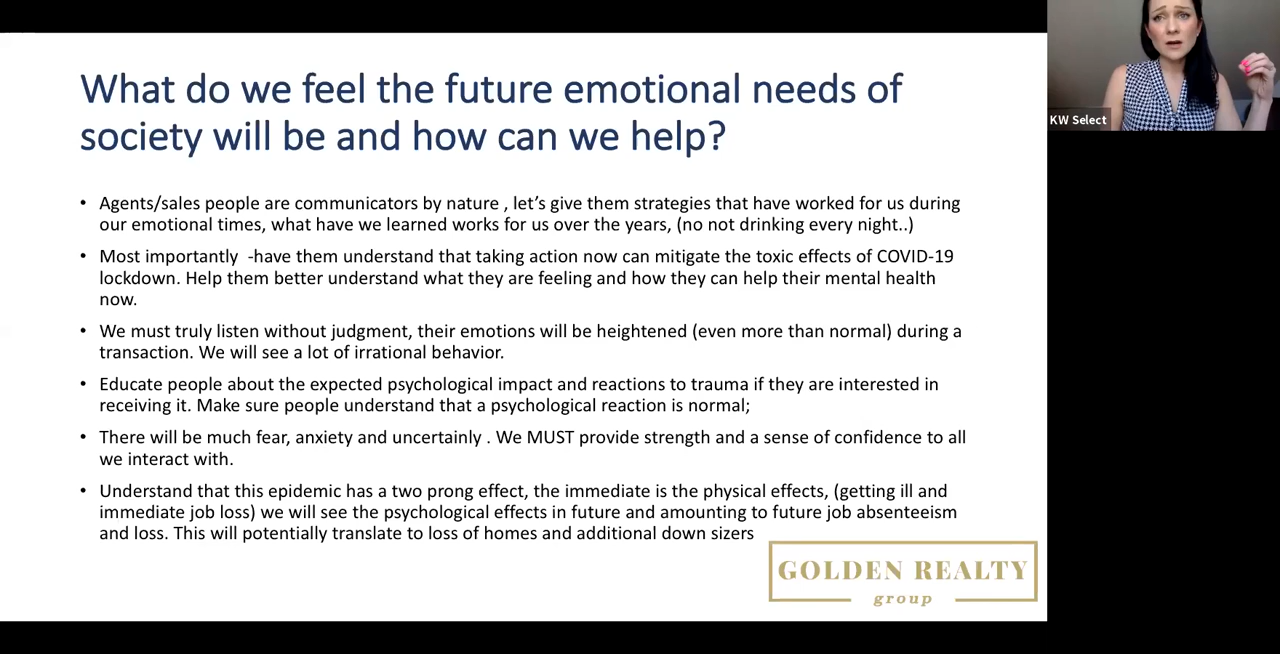 What do we feel the future emotional needs of
society will be and how can we help?
• Agents/sales people are communicators by nature , let’s give them strategies that have worked for us during
our emotional times, what have we learned works for us over the years, (no not drinking every night..)
• Most importantly -have them understand that taking action now can mitigate the toxic effects of COVID-19
lockdown. Help them better understand what they are feeling and how they can help their mental health
now.
• We must truly listen without judgment, their emotions will be heightened (even more than normal) during a
transaction. We will see a lot of irrational behavior.
• Educate people about the expected psychological impact and reactions to trauma if they are interested in
receiving it. Make sure people understand that a psychological reaction is normal;
• There will be much fear, anxiety and uncertainly . We MUST provide strength and a sense of confidence to all
we interact with.
• Understand that this epidemic has a two prong effect, the immediate is the physical effects, (getting ill and
immediate job loss) we will see the psychological effects in future and amounting to future job absenteeism
and loss. This will potentially translate to loss of homes and additional down sizers
GOLDEN REALTY
group
KW Select